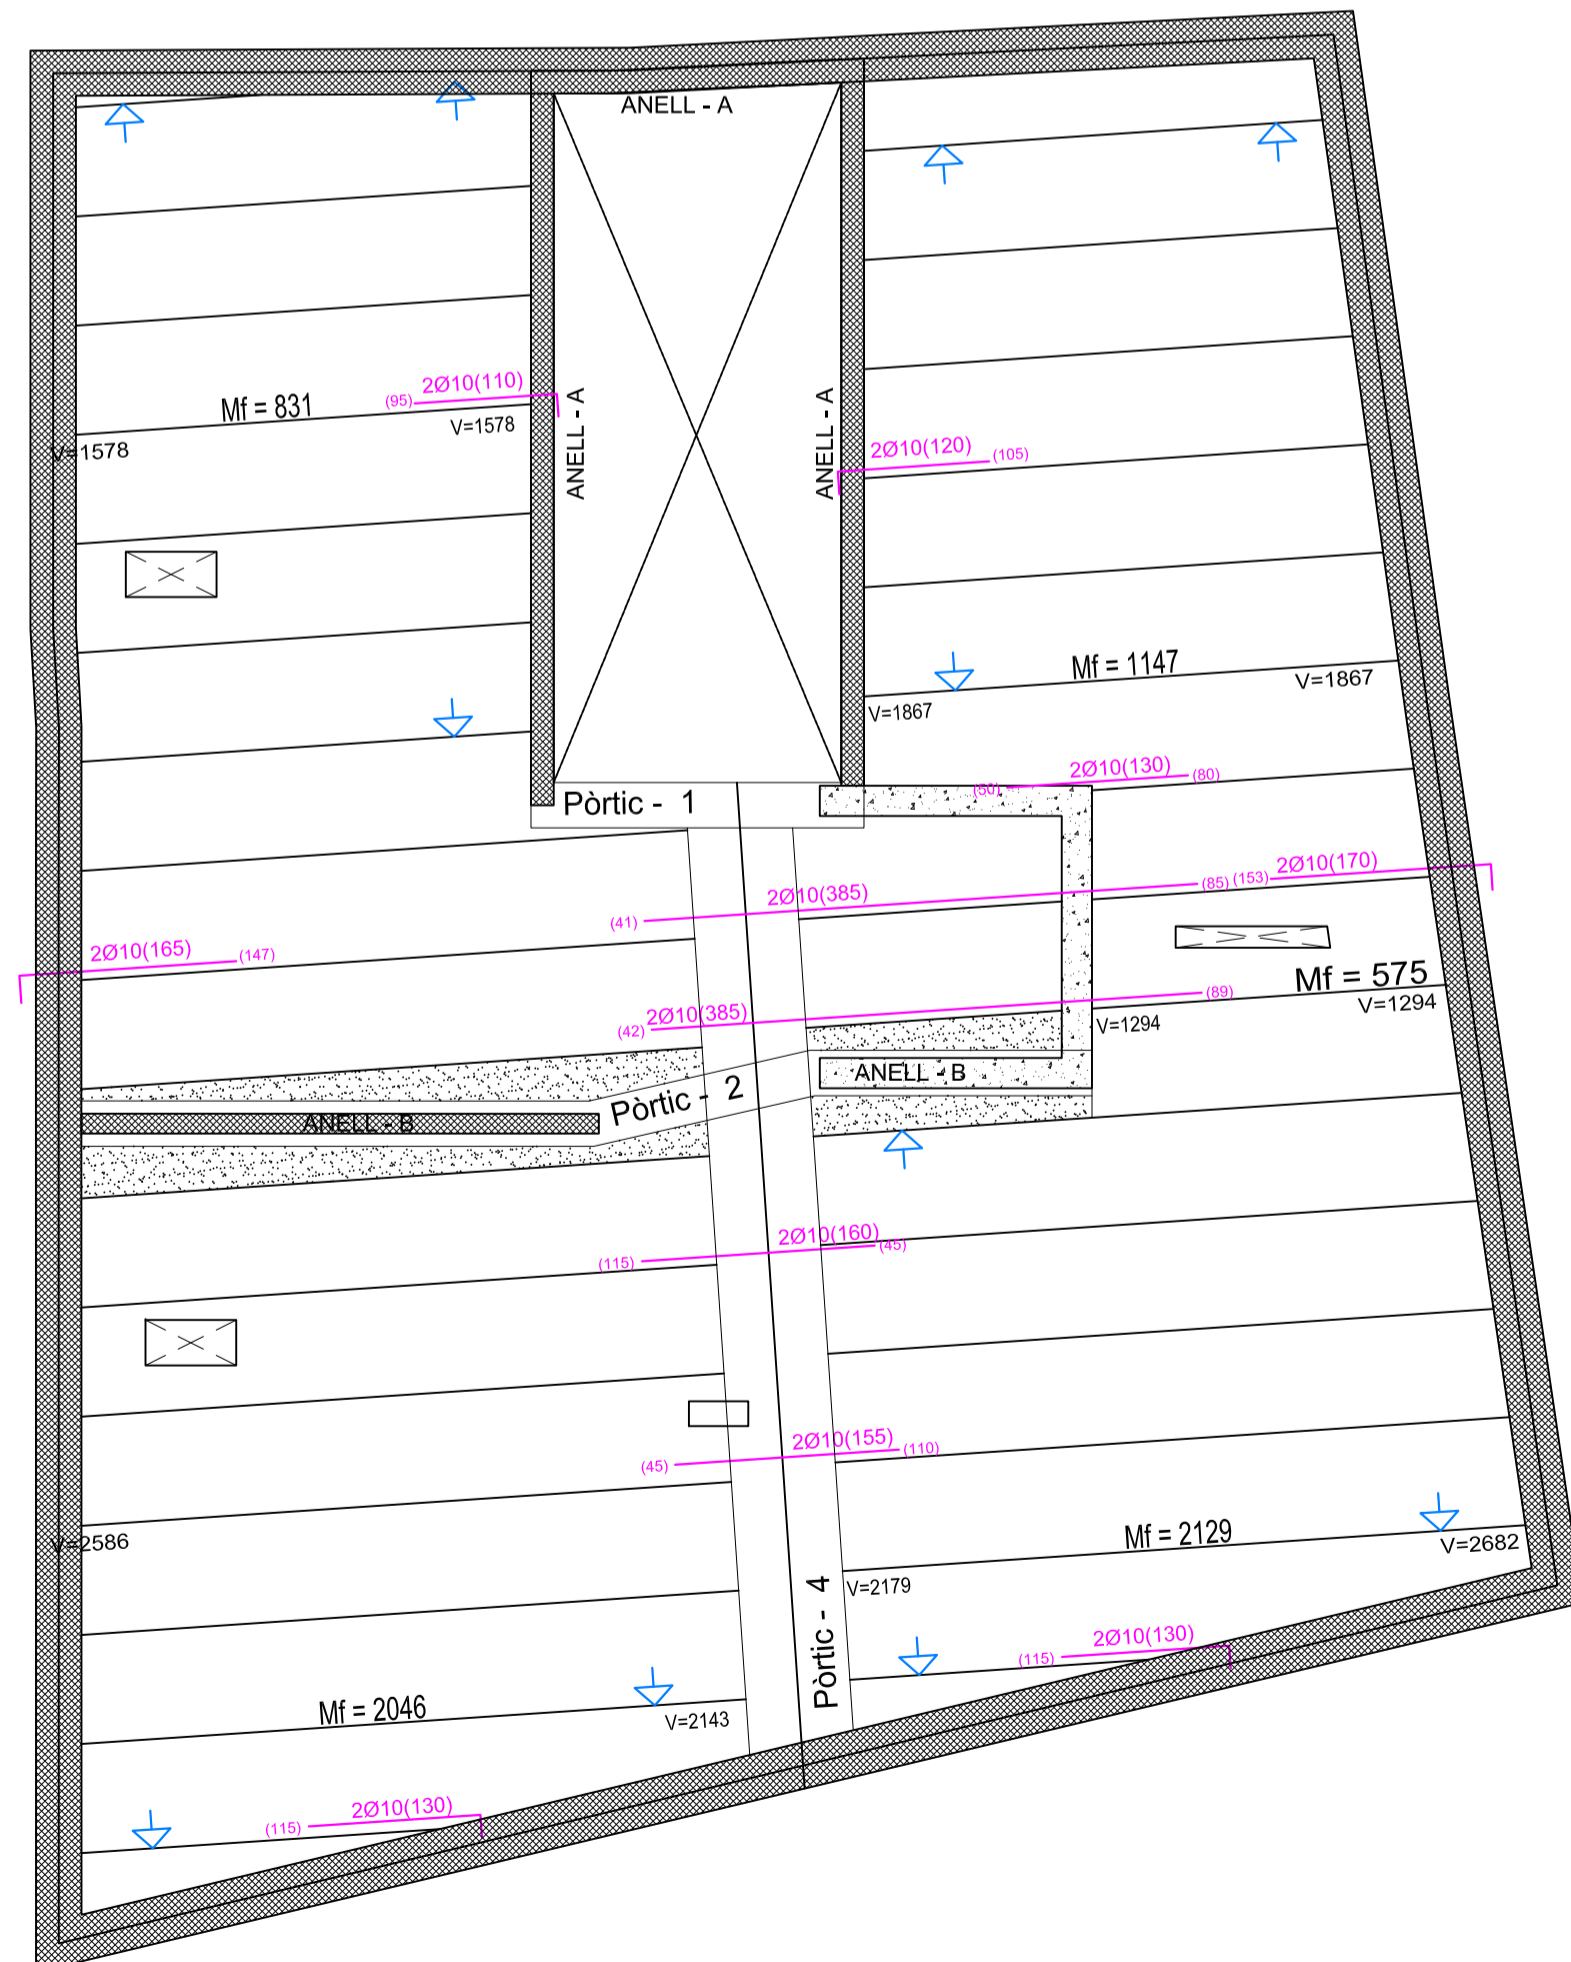 ANELL - A
2Ø10(110)
(95)
Mf = 831
V=1578
V=1578
ANELL - A
ANELL - A
2Ø10(120)
(105)
Mf = 1147
V=1867
V=1867
2Ø10(130)
(50)
(80)
Pòrtic - 1
2Ø10(385)
(41)
(85)
(153)
2Ø10(170)
2Ø10(165)
(147)
Mf = 575
V=1294
V=1294
2Ø10(385)
(42)
(89)
ANELL - B
Pòrtic - 2
ANELL - B
2Ø10(160)
(115)
(45)
2Ø10(155)
(45)
(110)
V=2586
Mf = 2129
V=2682
V=2179
Pòrtic - 4
2Ø10(130)
(115)
Mf = 2046
V=2143
2Ø10(130)
(115)